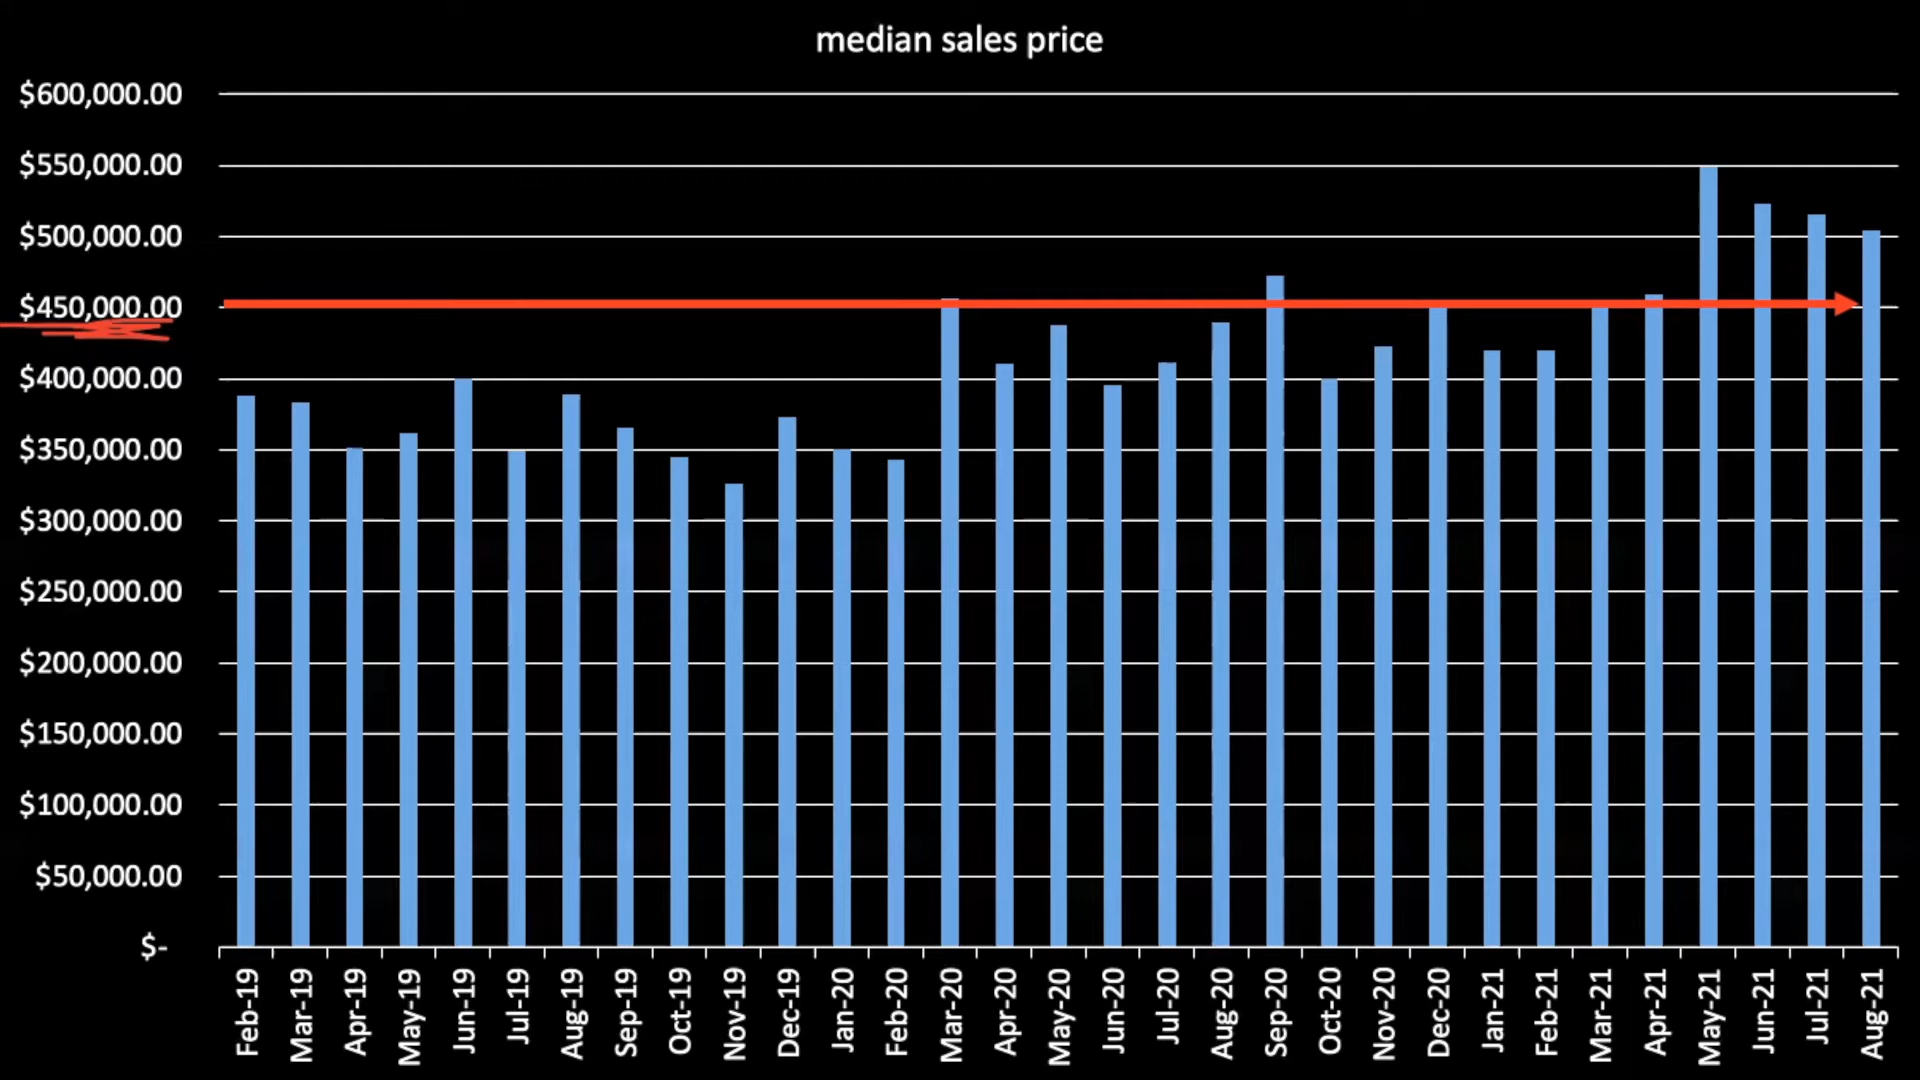 median sales price
$600,000.00
$550,000.00
$500,000.00
$450,000.00
$400,000.00
$350,000.00
$300,000.00
$250,000.00
$200,000.00
$150,000.00
$100,000.00
$50,000.00
$-
Feb-19
Mar-19
Apr-19
May-19
Jun-19
Jul-19
Aug-19
Sep-19
Oct-19
Nov-19
Dec-19
Jan-20
Feb-20
Mar-20
Apr-20
May-20
Jun-20
Jul-20
Aug-20
Sep-20
Oct-20
Nov-20
Dec-20
Jan-21
Feb-21
Mar-21
Apr-21
May-21
Jun-21
Jul-21
Aug-21